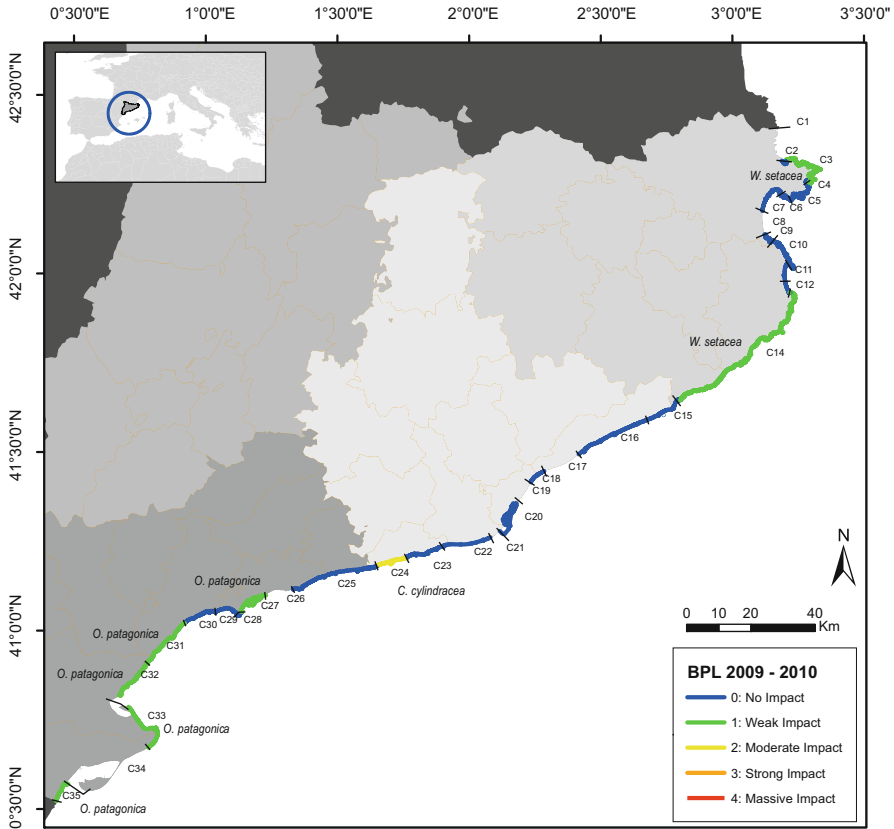 0°30'0"E 1°0'0"E 1°30'0"E 2°0'0"E 2°30'0"E 3°0'0"E 3°30'0"
42°30'0"N
C1
C2
C3
W. setacea
C4
C5
C6
C7
C8
C9
C10
42°0'0"N
C11
C12
W. setacea
C14
C15
41°30'0"N
C16
C17
C18
C19
C20
C21
C22
C23
C24
C25
C. cylindracea
N
O. patagonica
C26
C27
C28
C29
C30
41°0'0"N
0 10 20 40
Km
O. patagonica
C31
C32
O. patagonica
C33
O. patagonica
C34
C35
O. patagonica
0°30'0"N
BPL 2009 - 2010
0: No Impact
1: Weak Impact
2: Moderate Impact
3: Strong Impact
4: Massive Impact